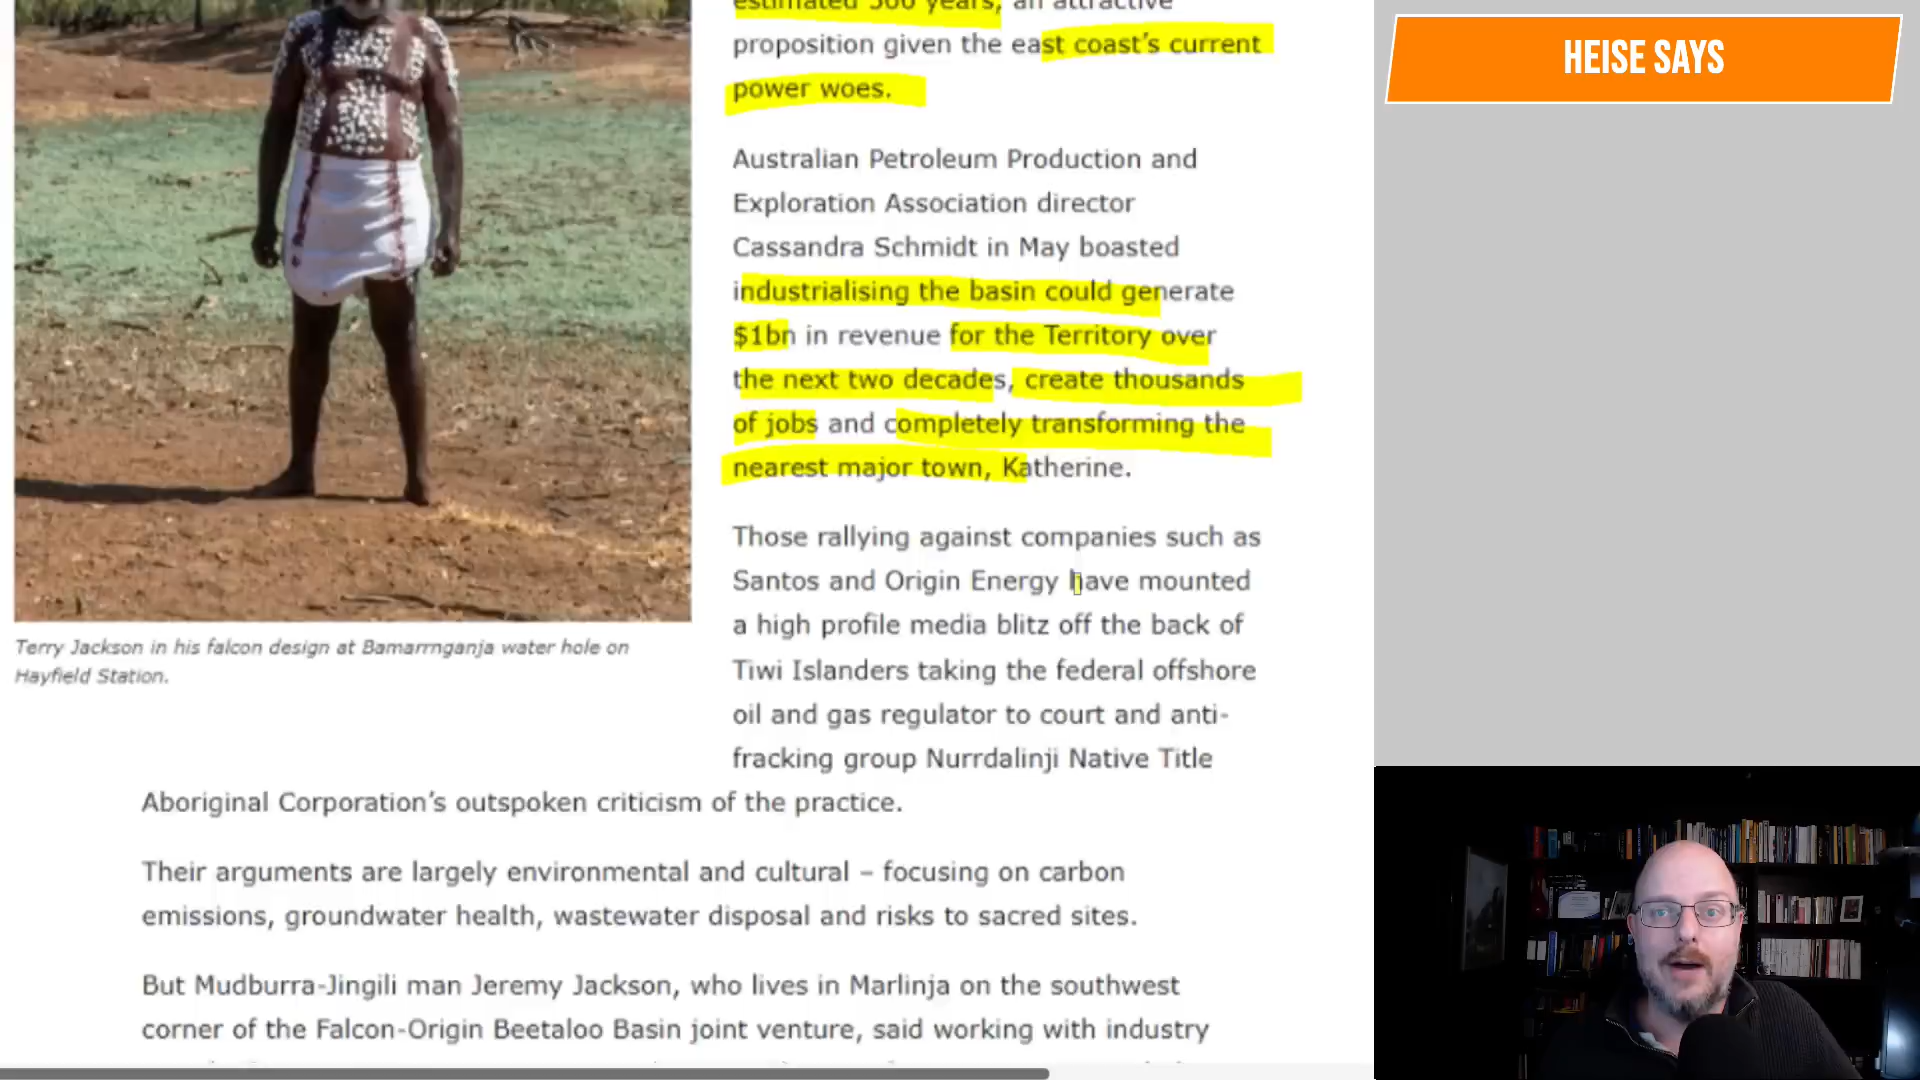 estimated 500 years, an attractive
proposition given the east coast’s current
power woes.
Australian Petroleum Production and
Exploration Association director
Cassandra Schmidt in May boasted
industrialising the basin could generate
$1bn in revenue for the Territory over
the next two decades, create thousands
of jobs and completely transforming the
nearest major town, Katherine.
Those rallying against companies such as
Santos and Origin Energy have mounted
a high profile media blitz off the back of
Tiwi Islanders taking the federal offshore
oil and gas regulator to court and anti-
fracking group Nurrdalinji Native Title
Aboriginal Corporation’s outspoken criticism of the practice.
Their arguments are largely environmental and cultural – focusing on carbon
emissions, groundwater health, wastewater disposal and risks to sacred sites.
But Mudburra-Jingili man Jeremy Jackson, who lives in Marlinja on the southwest
corner of the Falcon-Origin Beetaloo Basin joint venture, said working with industry
Terry Jackson in his falcon design at Bamarrnganja water hole on
Hayfield Station.
HEISE SAYS